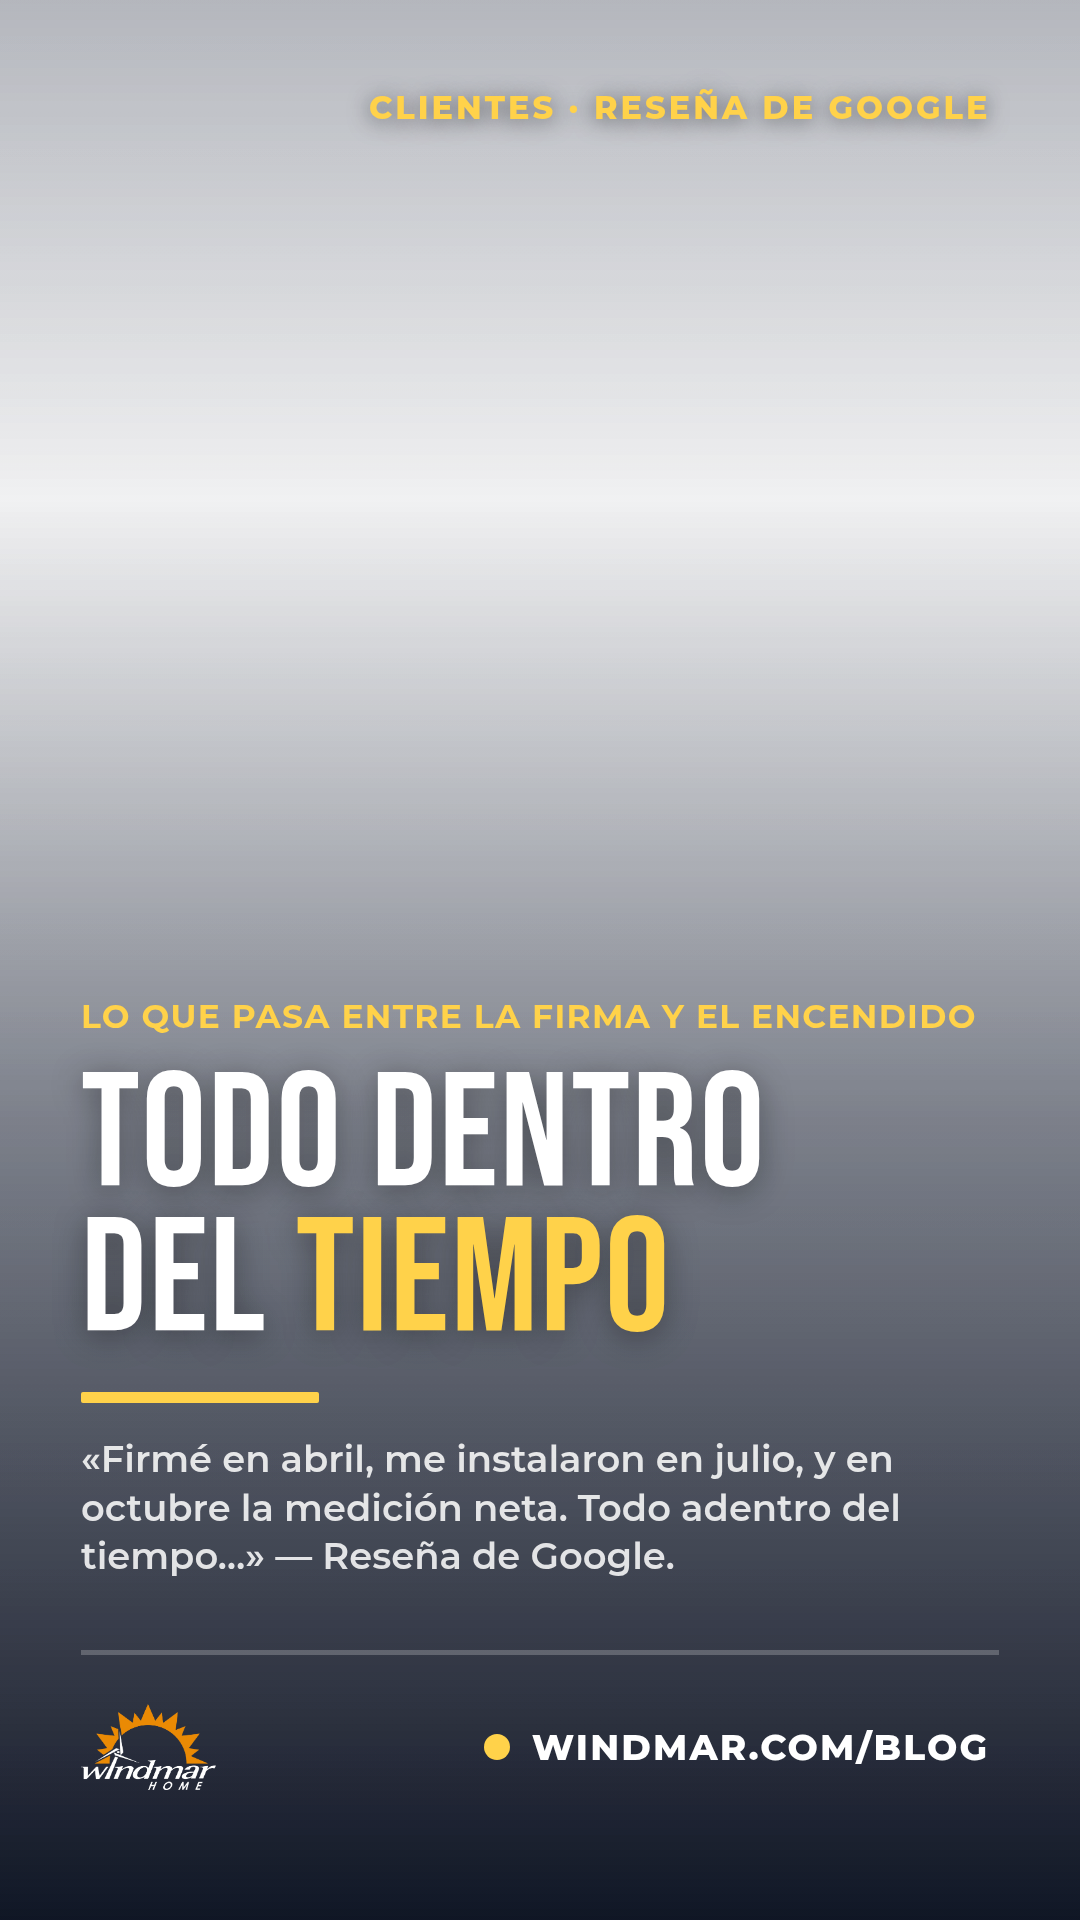 CLIENTES · RESEÑA DE GOOGLE
LO QUE PASA ENTRE LA FIRMA Y EL ENCENDIDO
TODO DENTRO
DEL TIEMPO
«Firmé en abril, me instalaron en julio, y en
octubre la medición neta. Todo adentro del
tiempo...» — Reseña de Google.
windmar
HOME
WINDMAR.COM/BLOG